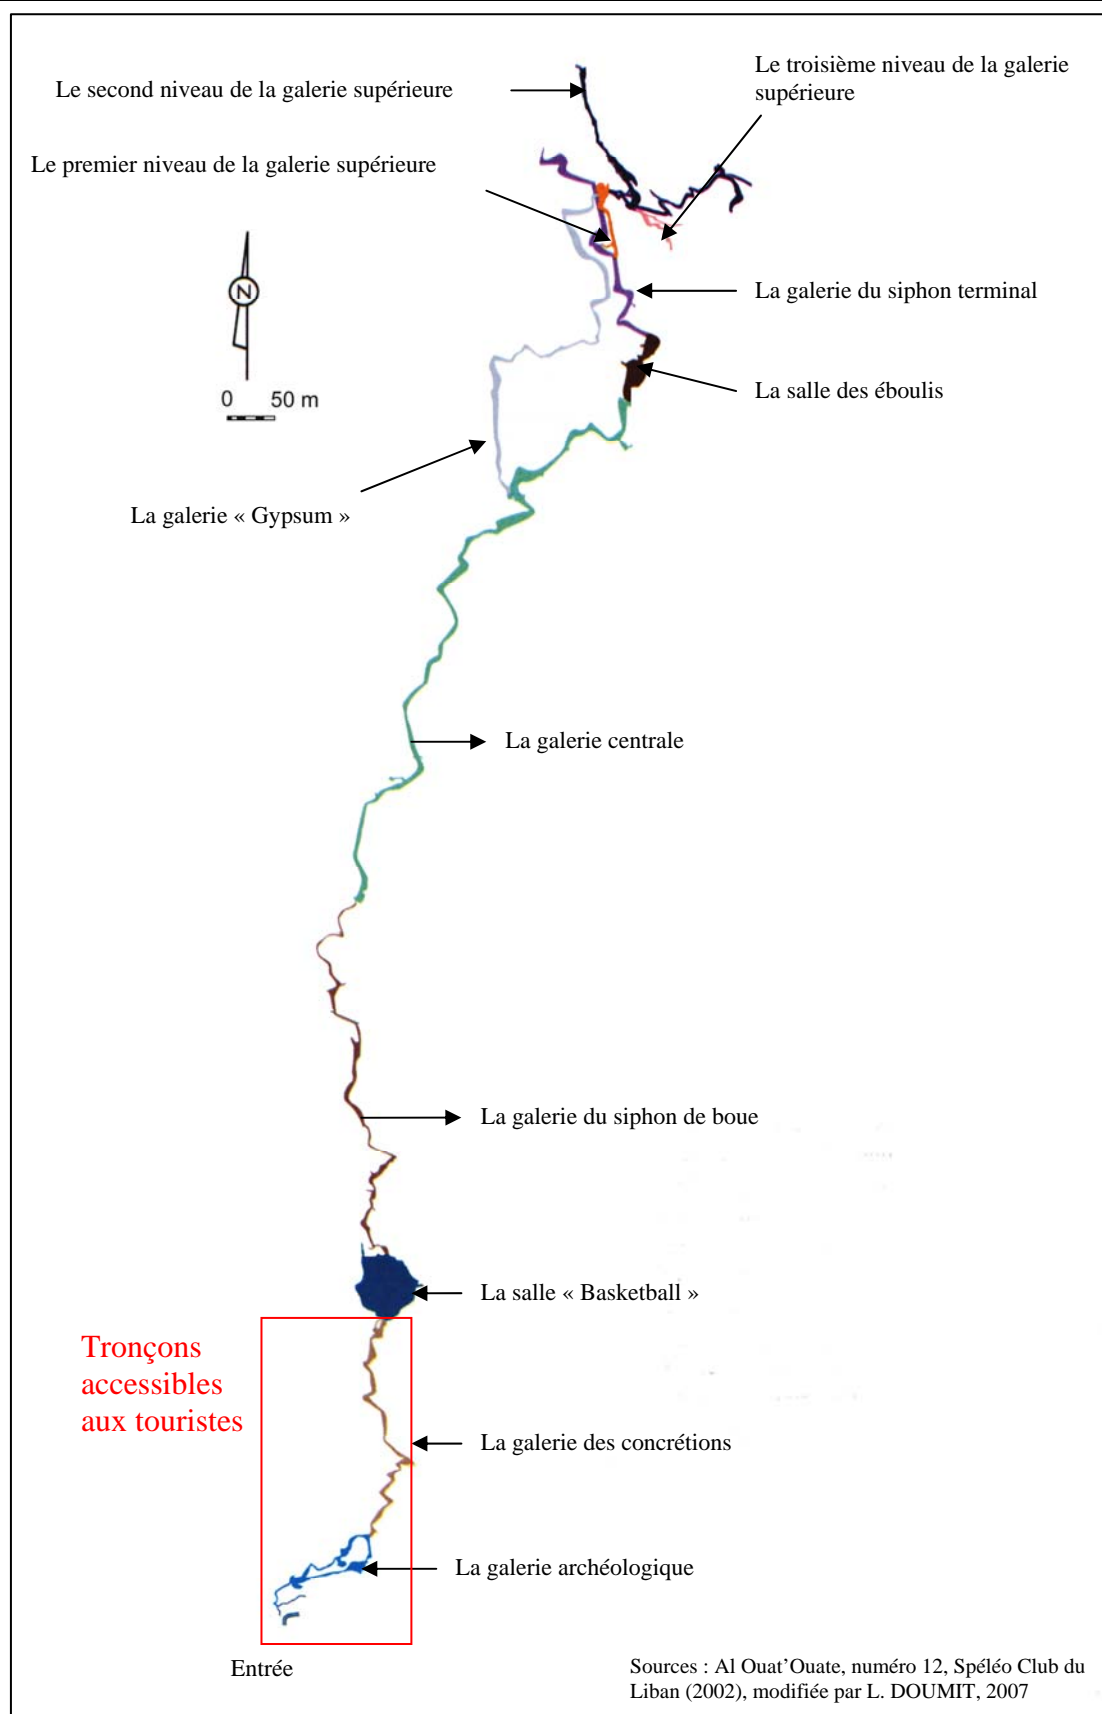 Le troisième niveau de la galerie
supérieure
Le second niveau de la galerie supérieure
Le premier niveau de la galerie supérieure
N
0 50 m
La galerie du siphon terminal
La salle des éboulis
La galerie « Gypsum »
La galerie centrale
La galerie du siphon de boue
La salle « Basketball »
Tronçons
accessibles
aux touristes
La galerie des concrétions
La galerie archéologique
Entrée
Sources : Al Ouat’Ouate, numéro 12, Spéléo Club du
Liban (2002), modifiée par L. DOUMIT, 2007